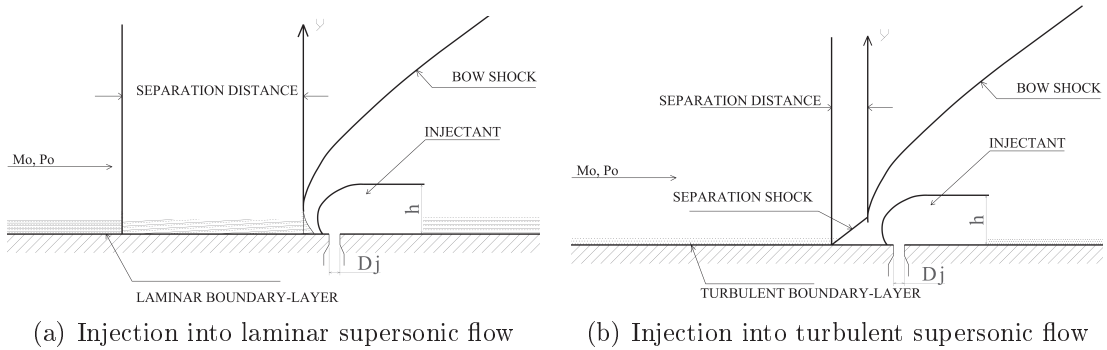 y
SEPARATION DISTANCE
BOW SHOCK
INJECTANT
Mo, Po
h
Dj
LAMINAR BOUNDARY-LAYER
(a) Injection into laminar supersonic flow
y
BOW SHOCK
SEPARATION DISTANCE
INJECTANT
Mo, Po
SEPARATION SHOCK
h
Dj
TURBULENT BOUNDARY-LAYER
(b) Injection into turbulent supersonic flow